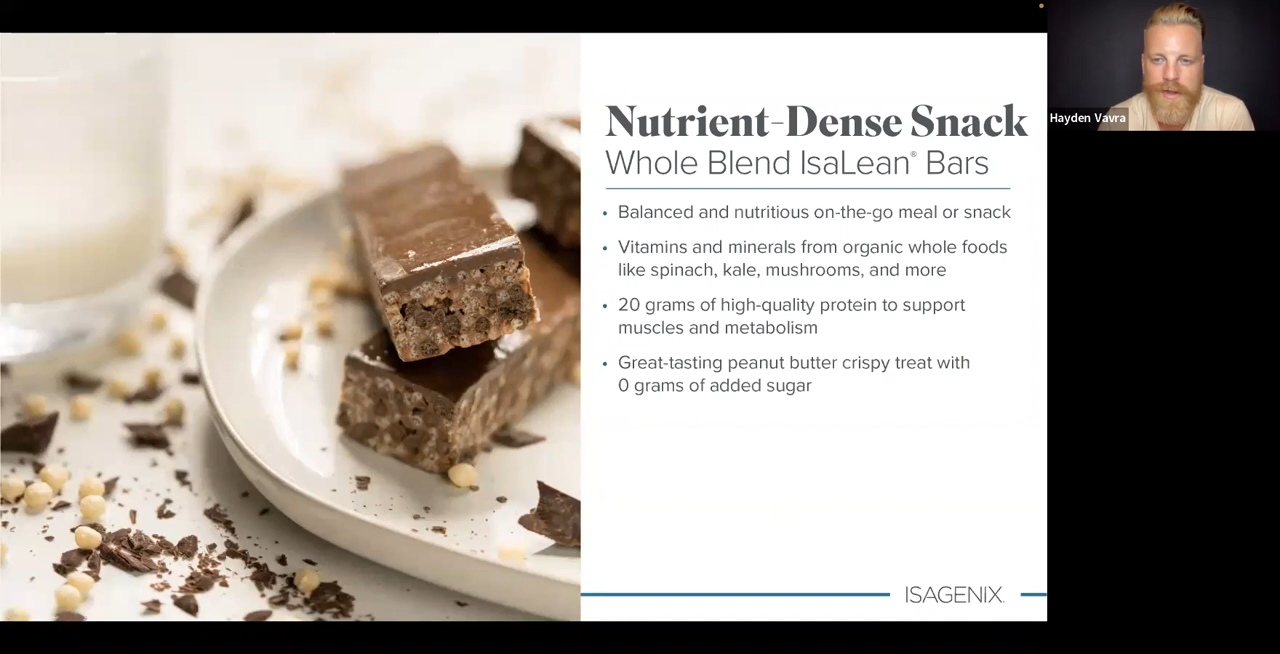 Nutrient-Dense Snack
Whole Blend IsaLean® Bars
• Balanced and nutritious on-the-go meal or snack
• Vitamins and minerals from organic whole foods
like spinach, kale, mushrooms, and more
• 20 grams of high-quality protein to support
muscles and metabolism
• Great-tasting peanut butter crispy treat with
0 grams of added sugar
ISAGENIX
Hayden Vavra